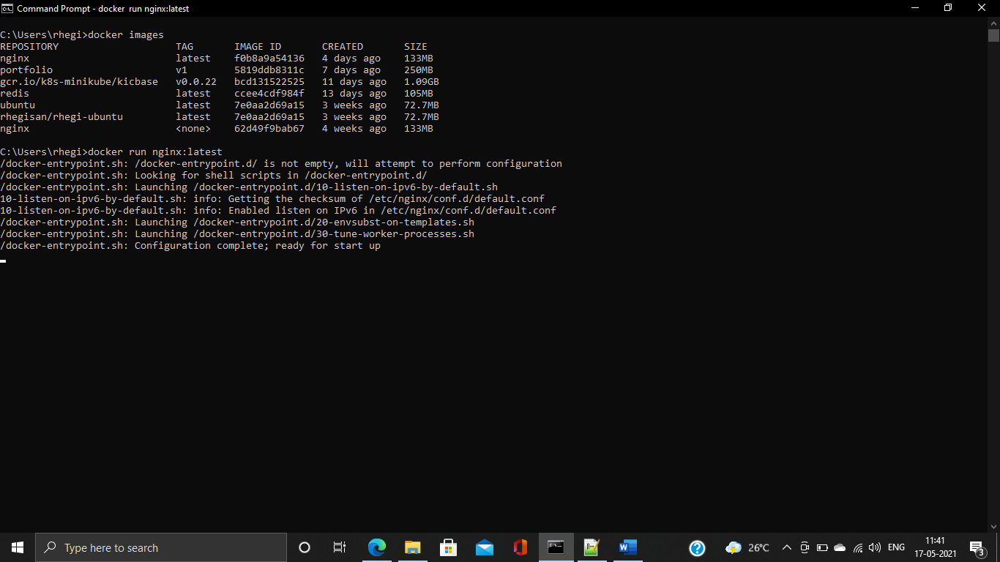 Command Prompt - docker run nginx:latest
C:\Users\rhegi>docker images
REPOSITORY TAG IMAGE ID CREATED SIZE
nginx latest f0b8a9a54136 4 days ago 133MB
portfolio v1 5819ddb8311c 7 days ago 250MB
gcr.io/k8s-minikube/kicbase v0.0.22 bcd131522525 11 days ago 1.09GB
redis latest ccee4cdf984f 13 days ago 105MB
ubuntu latest 7e0aa2d69a15 3 weeks ago 72.7MB
rhegisan/rhegi-ubuntu latest 7e0aa2d69a15 3 weeks ago 72.7MB
nginx <none> 62d49f9bab67 4 weeks ago 133MB
C:\Users\rhegi>docker run nginx:latest
/docker-entrypoint.sh: /docker-entrypoint.d/ is not empty, will attempt to perform configuration
/docker-entrypoint.sh: Looking for shell scripts in /docker-entrypoint.d/
/docker-entrypoint.sh: Launching /docker-entrypoint.d/10-listen-on-ipv6-by-default.sh
10-listen-on-ipv6-by-default.sh: info: Getting the checksum of /etc/nginx/conf.d/default.conf
10-listen-on-ipv6-by-default.sh: info: Enabled listen on IPv6 in /etc/nginx/conf.d/default.conf
/docker-entrypoint.sh: Launching /docker-entrypoint.d/20-envsubst-on-templates.sh
/docker-entrypoint.sh: Launching /docker-entrypoint.d/30-tune-worker-processes.sh
/docker-entrypoint.sh: Configuration complete; ready for start up
Type here to search
26°C
ENG
11:41
17-05-2021
3